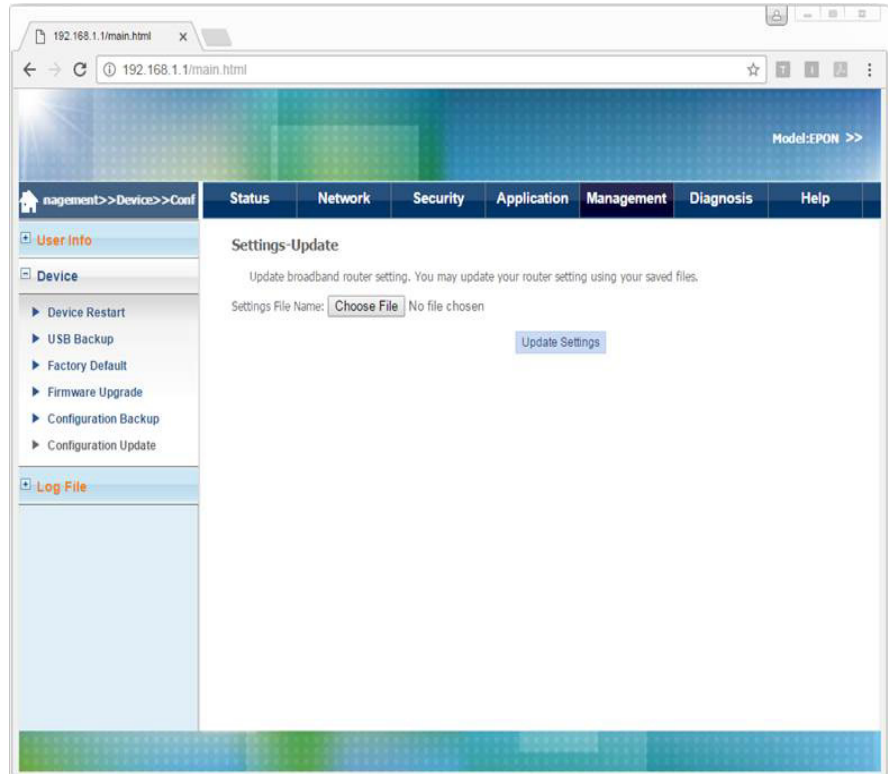 192.168.1.1/main.html
192.168.1.1/main.html
Model:EPON >>
nagement>>Device>>Conf
Status Network Security Application Management Diagnosis Help
User Info
Device
Device Restart
USB Backup
Factory Default
Firmware Upgrade
Configuration Backup
Configuration Update
Log File
Settings-Update
Update broadband router setting. You may update your router setting using your saved files.
Settings File Name: Choose File No file chosen
Update Settings